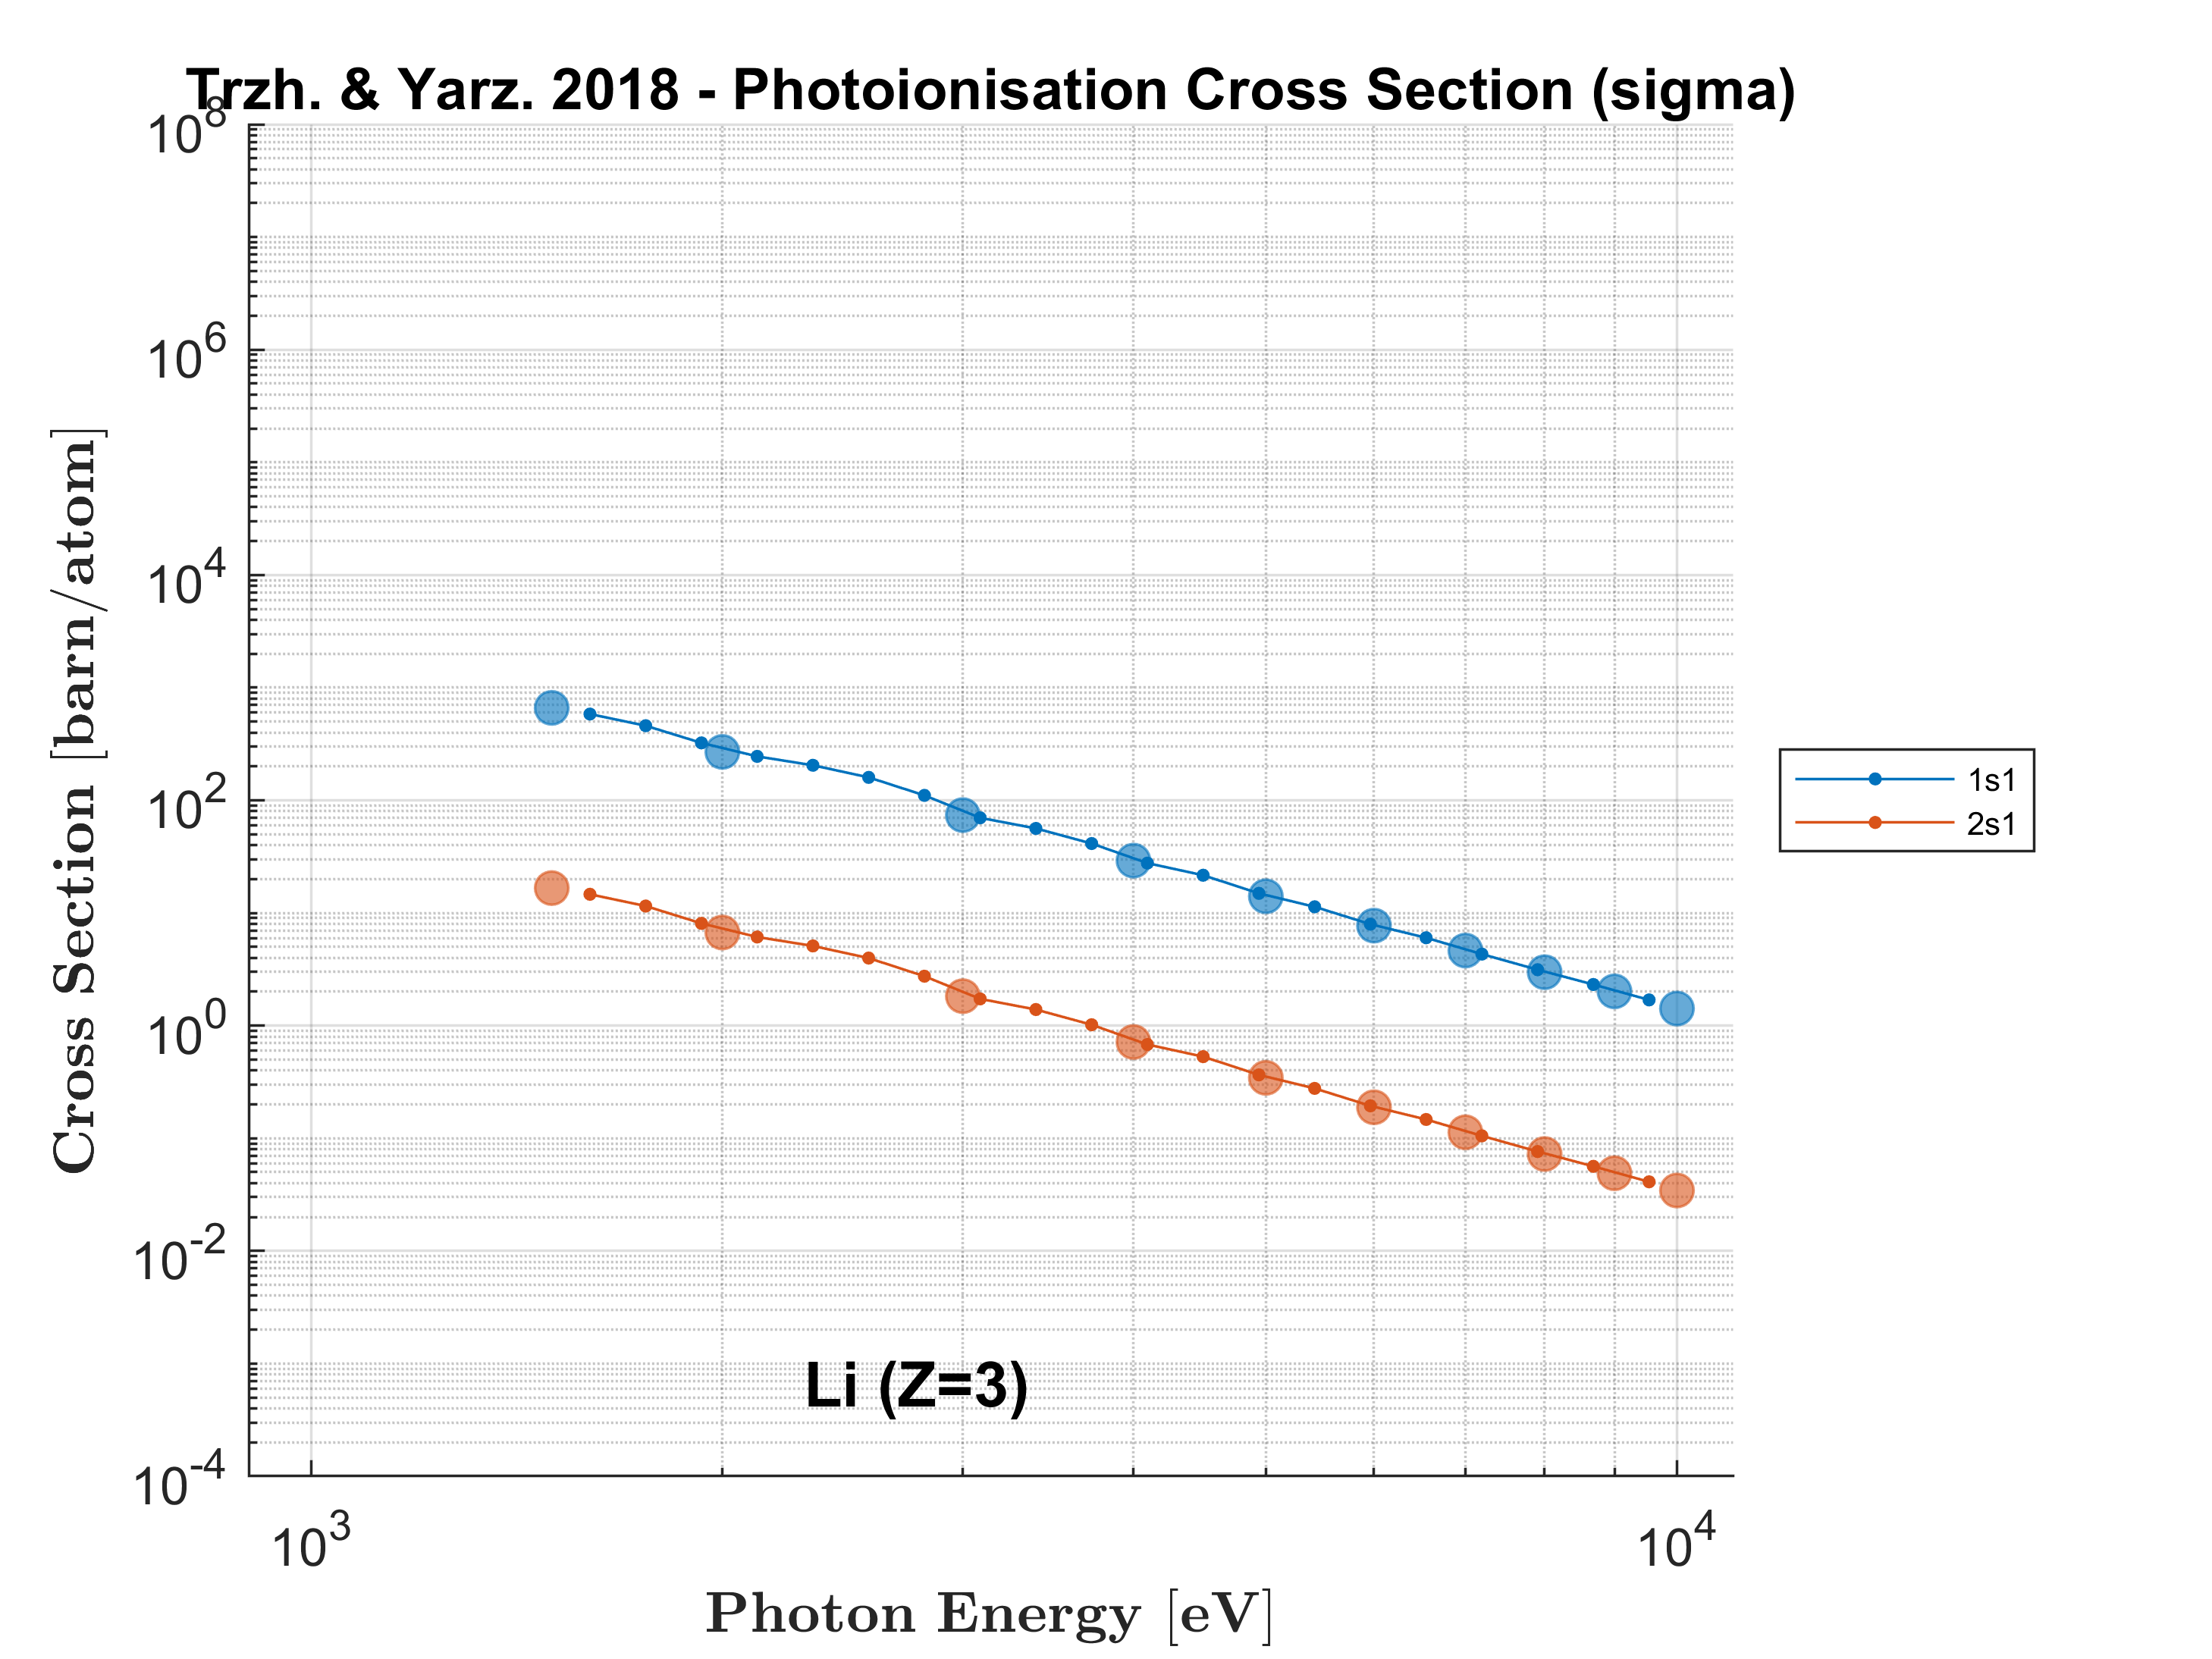 Trzh. & Yarz. 2018 - Photoionisation Cross Section (sigma)
10^8
10^6
10^4
10^2
10^0
10^-2
10^-4
Cross Section [barn/atom]
1s1
2s1
Li (Z=3)
10^3
10^4
Photon Energy [eV]